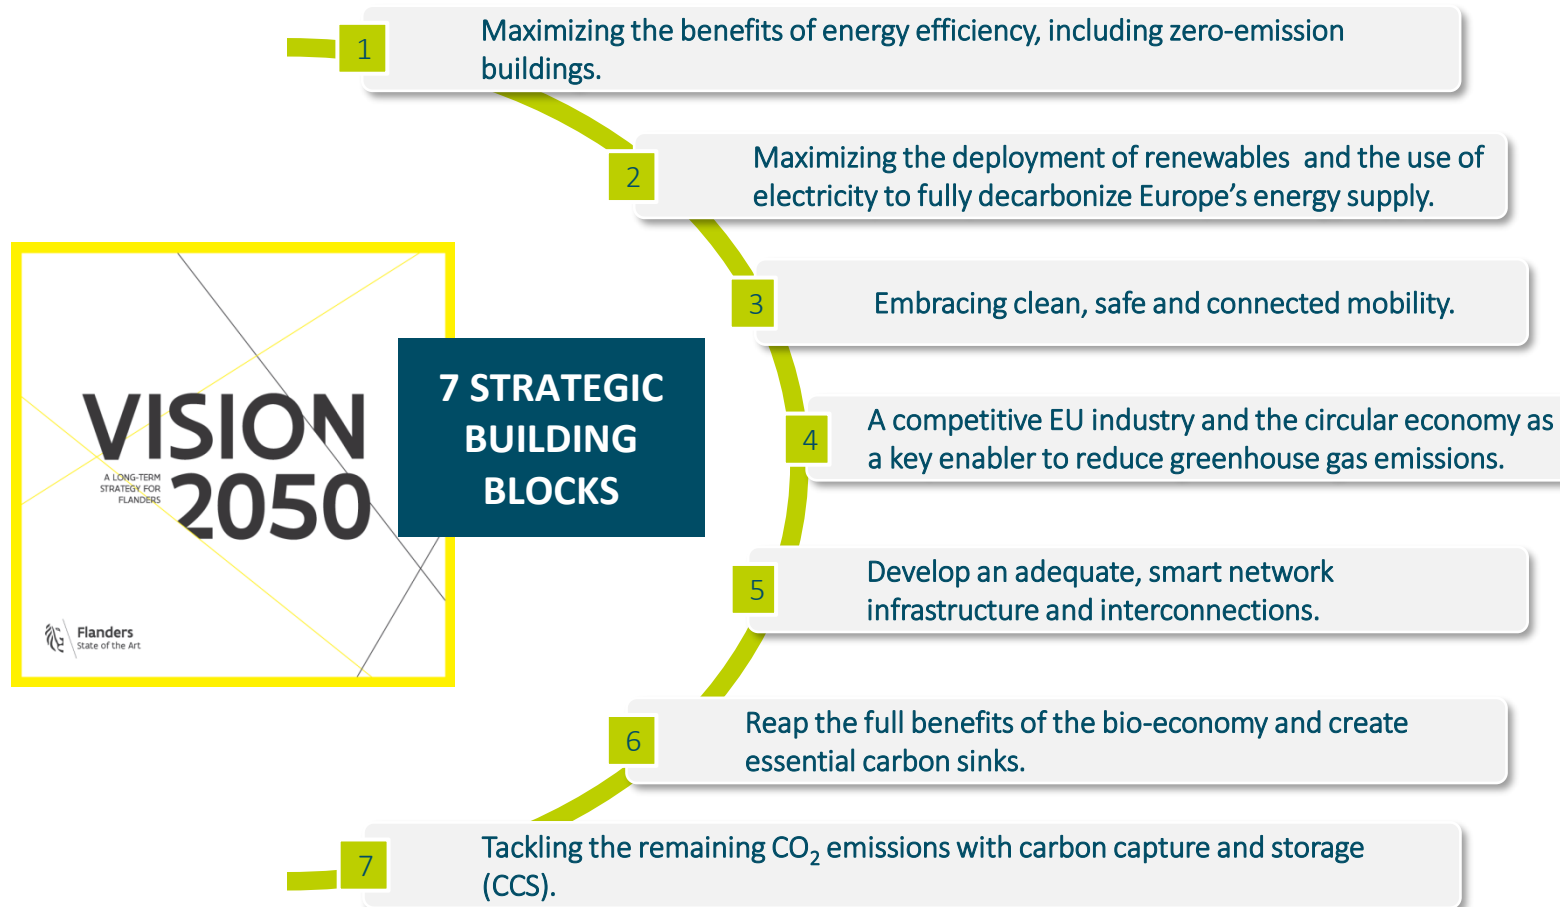 1
Maximizing the benefits of energy efficiency, including zero-emission
buildings.
2
Maximizing the deployment of renewables and the use of
electricity to fully decarbonize Europe’s energy supply.
3
Embracing clean, safe and connected mobility.
VISION
A LONG-TERM
STRATEGY FOR
FLANDERS
2050
Flanders
State of the Art
7 STRATEGIC
BUILDING
BLOCKS
4
A competitive EU industry and the circular economy as
a key enabler to reduce greenhouse gas emissions.
5
Develop an adequate, smart network
infrastructure and interconnections.
6
Reap the full benefits of the bio-economy and create
essential carbon sinks.
7
Tackling the remaining CO₂ emissions with carbon capture and storage
(CCS).